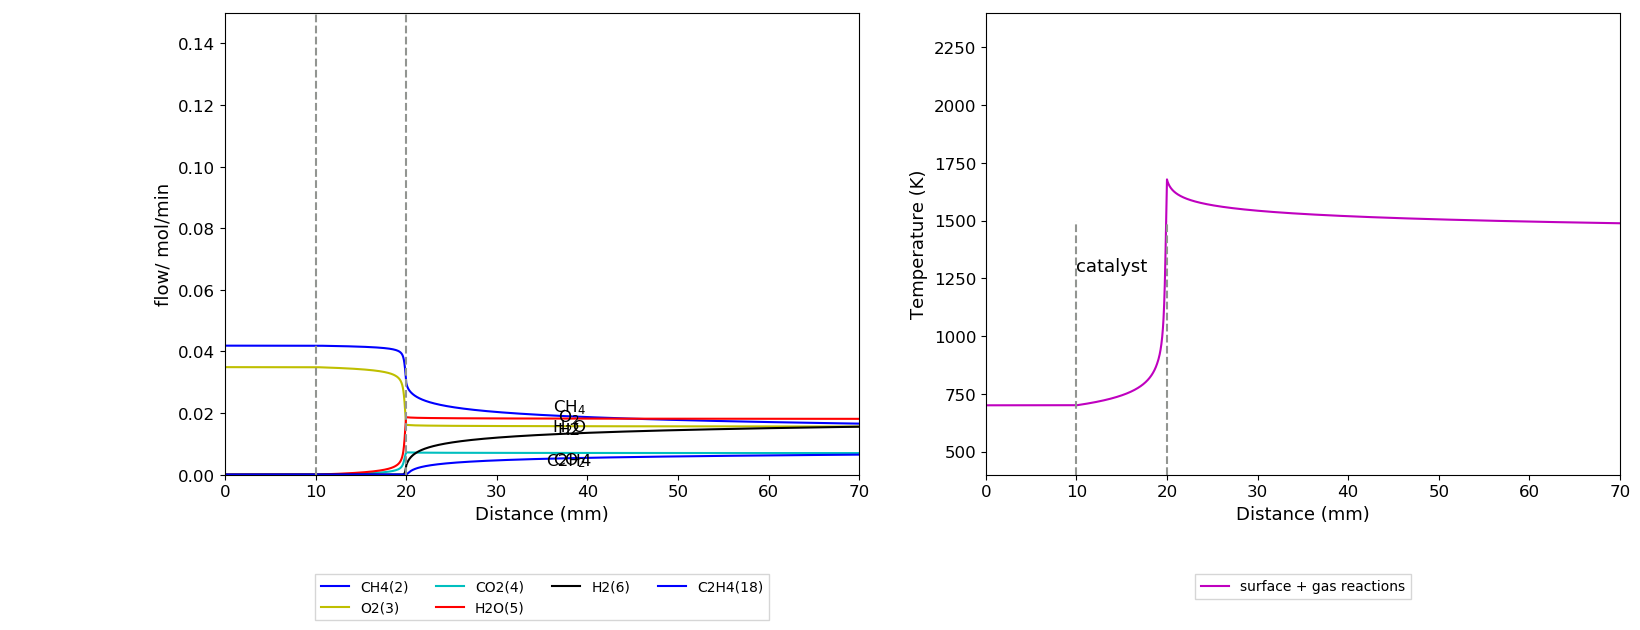 0.14
0.12
0.10
0.08
0.06
0.04
0.02
0.00
flow/ mol/min
CH4
O2
H2O
H2
CO2
C2H4
0 10 20 30 40 50 60 70
Distance (mm)
CH4(2) CO2(4) H2(6) C2H4(18)
O2(3) H2O(5)
2250
2000
1750
1500
1250
1000
750
500
Temperature (K)
catalyst
0 10 20 30 40 50 60 70
Distance (mm)
surface + gas reactions